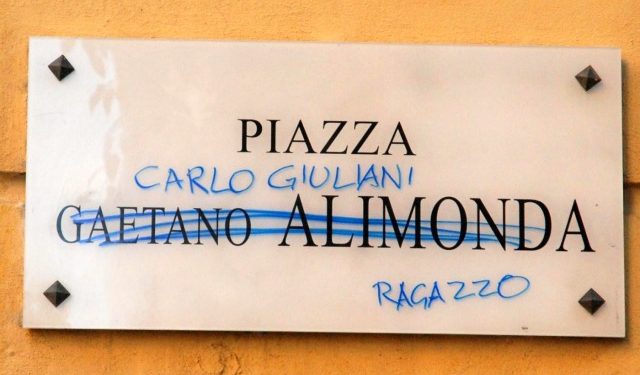 PIAZZA
CARLO GIULIANI
GAETANO ALIMONDA
RAGAZZO